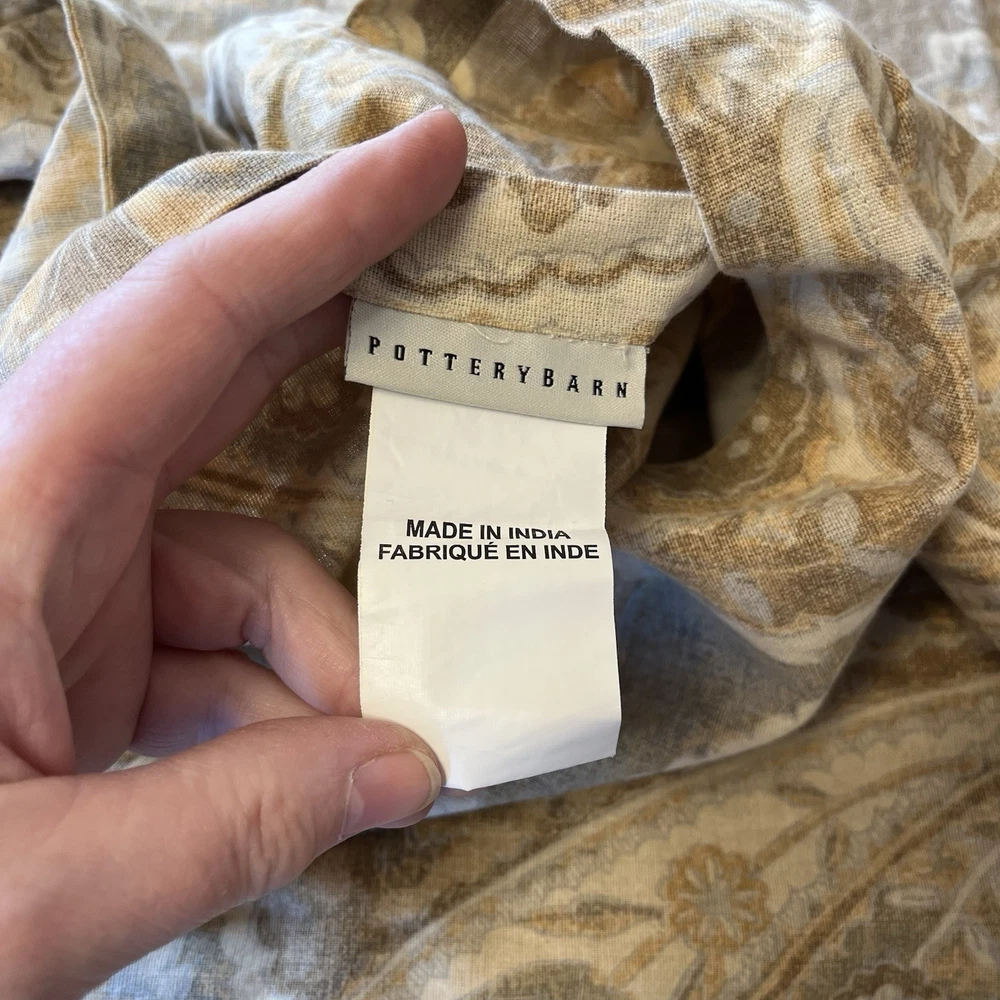 POTTERYBARN
MADE IN INDIA
FABRIQUÉ EN INDE